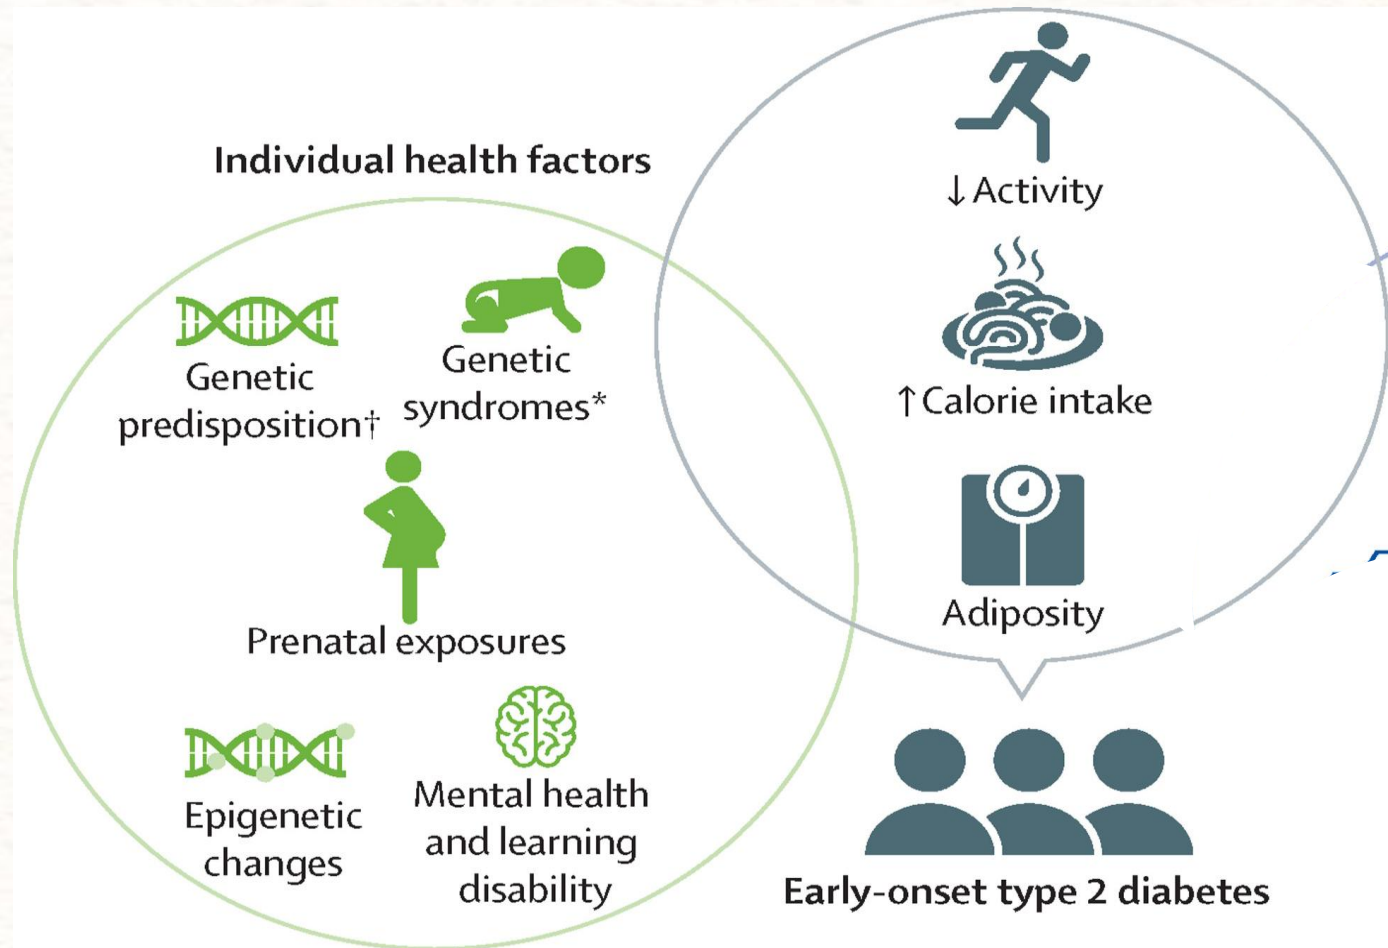 Individual health factors
Genetic
predisposition†
Genetic
syndromes*
Prenatal exposures
Epigenetic
changes
Mental health
and learning
disability
↓Activity
↑Calorie intake
Adiposity
Early-onset type 2 diabetes